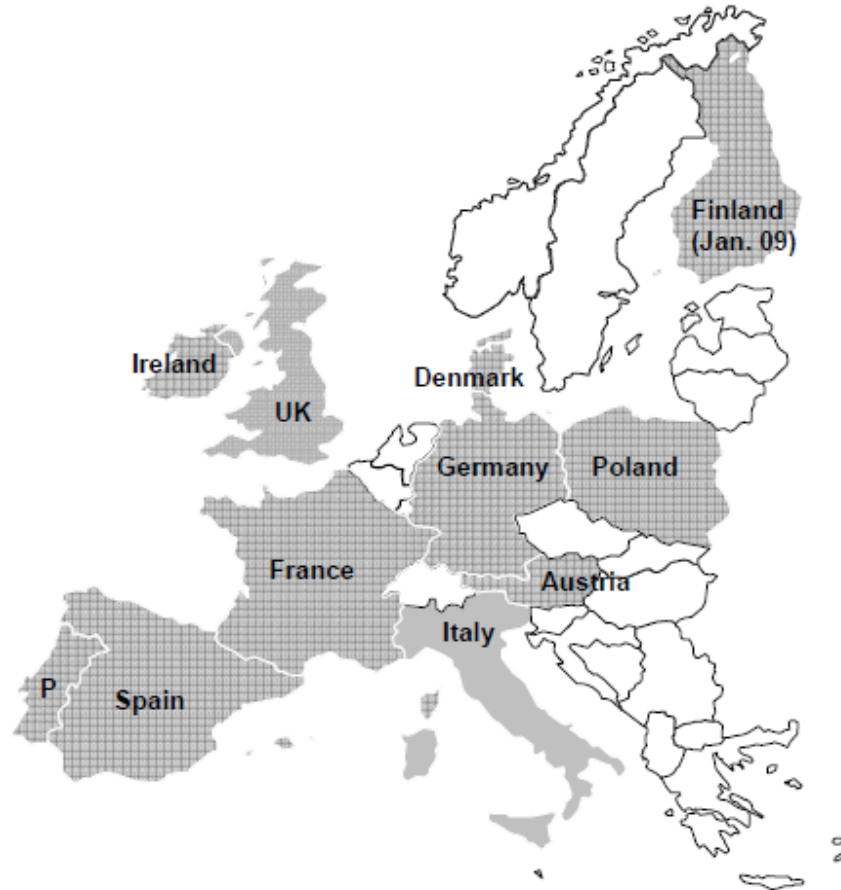 Finland
(Jan. 09)
Ireland
Denmark
UK
Germany
Poland
France
Austria
Italy
P
Spain